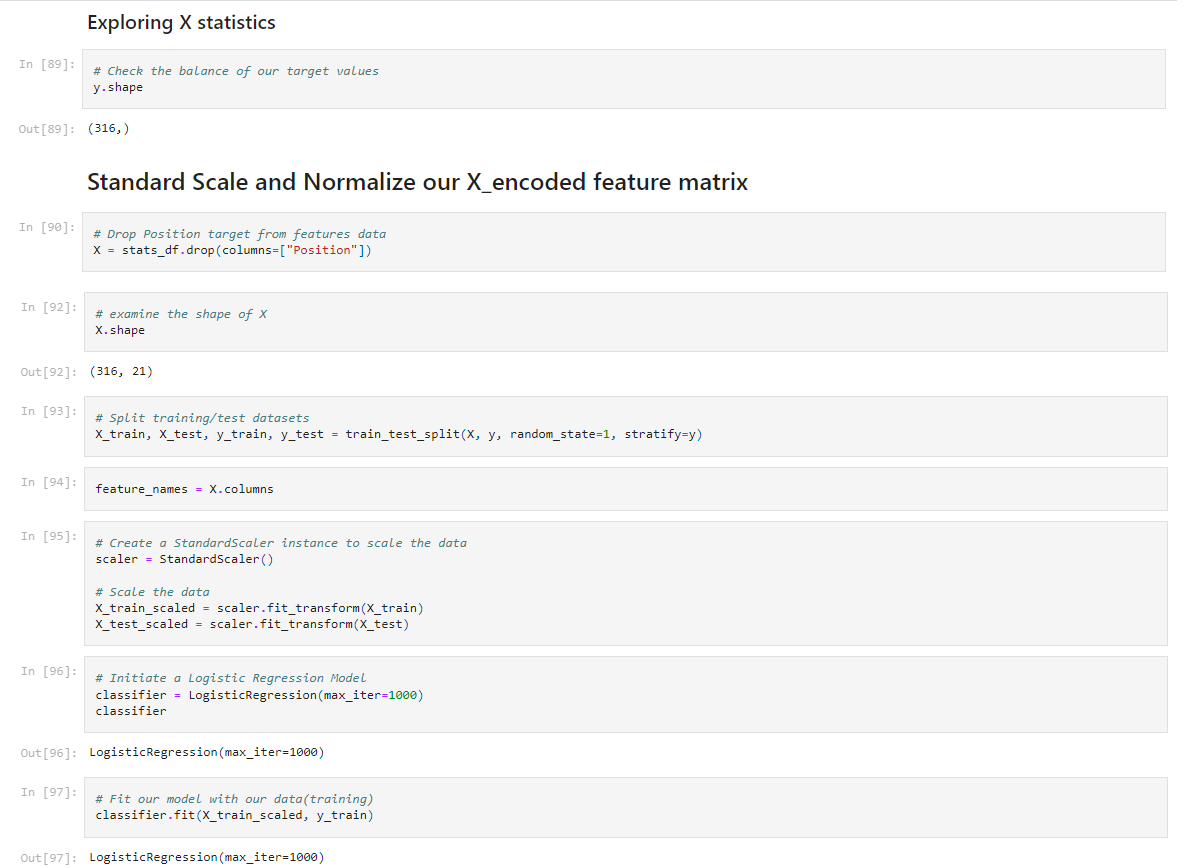 Exploring X statistics
In [89]:
# Check the balance of our target values
y.shape
Out[89]:
(316,)
Standard Scale and Normalize our X_encoded feature matrix
In [90]:
# Drop Position target from features data
X = stats_df.drop(columns=["Position"])
In [92]:
# examine the shape of X
X.shape
Out[92]:
(316, 21)
In [93]:
# Split training/test datasets
X_train, X_test, y_train, y_test = train_test_split(X, y, random_state=1, stratify=y)
In [94]:
feature_names = X.columns
In [95]:
# Create a StandardScaler instance to scale the data
scaler = StandardScaler()
# Scale the data
X_train_scaled = scaler.fit_transform(X_train)
X_test_scaled = scaler.fit_transform(X_test)
In [96]:
# Initiate a Logistic Regression Model
classifier = LogisticRegression(max_iter=1000)
classifier
Out[96]:
LogisticRegression(max_iter=1000)
In [97]:
# Fit our model with our data(training)
classifier.fit(X_train_scaled, y_train)
Out[97]:
LogisticRegression(max_iter=1000)